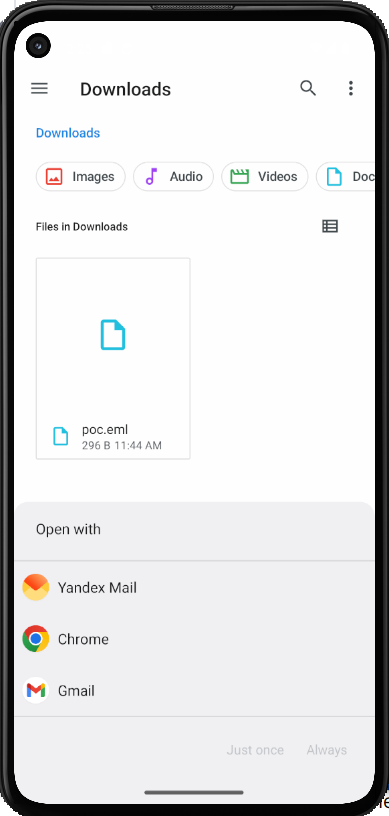 Downloads
Downloads
Images
Audio
Videos
Doc
Files in Downloads
poc.eml
296 B 11:44 AM
Open with
Yandex Mail
Chrome
Gmail
Just once Always